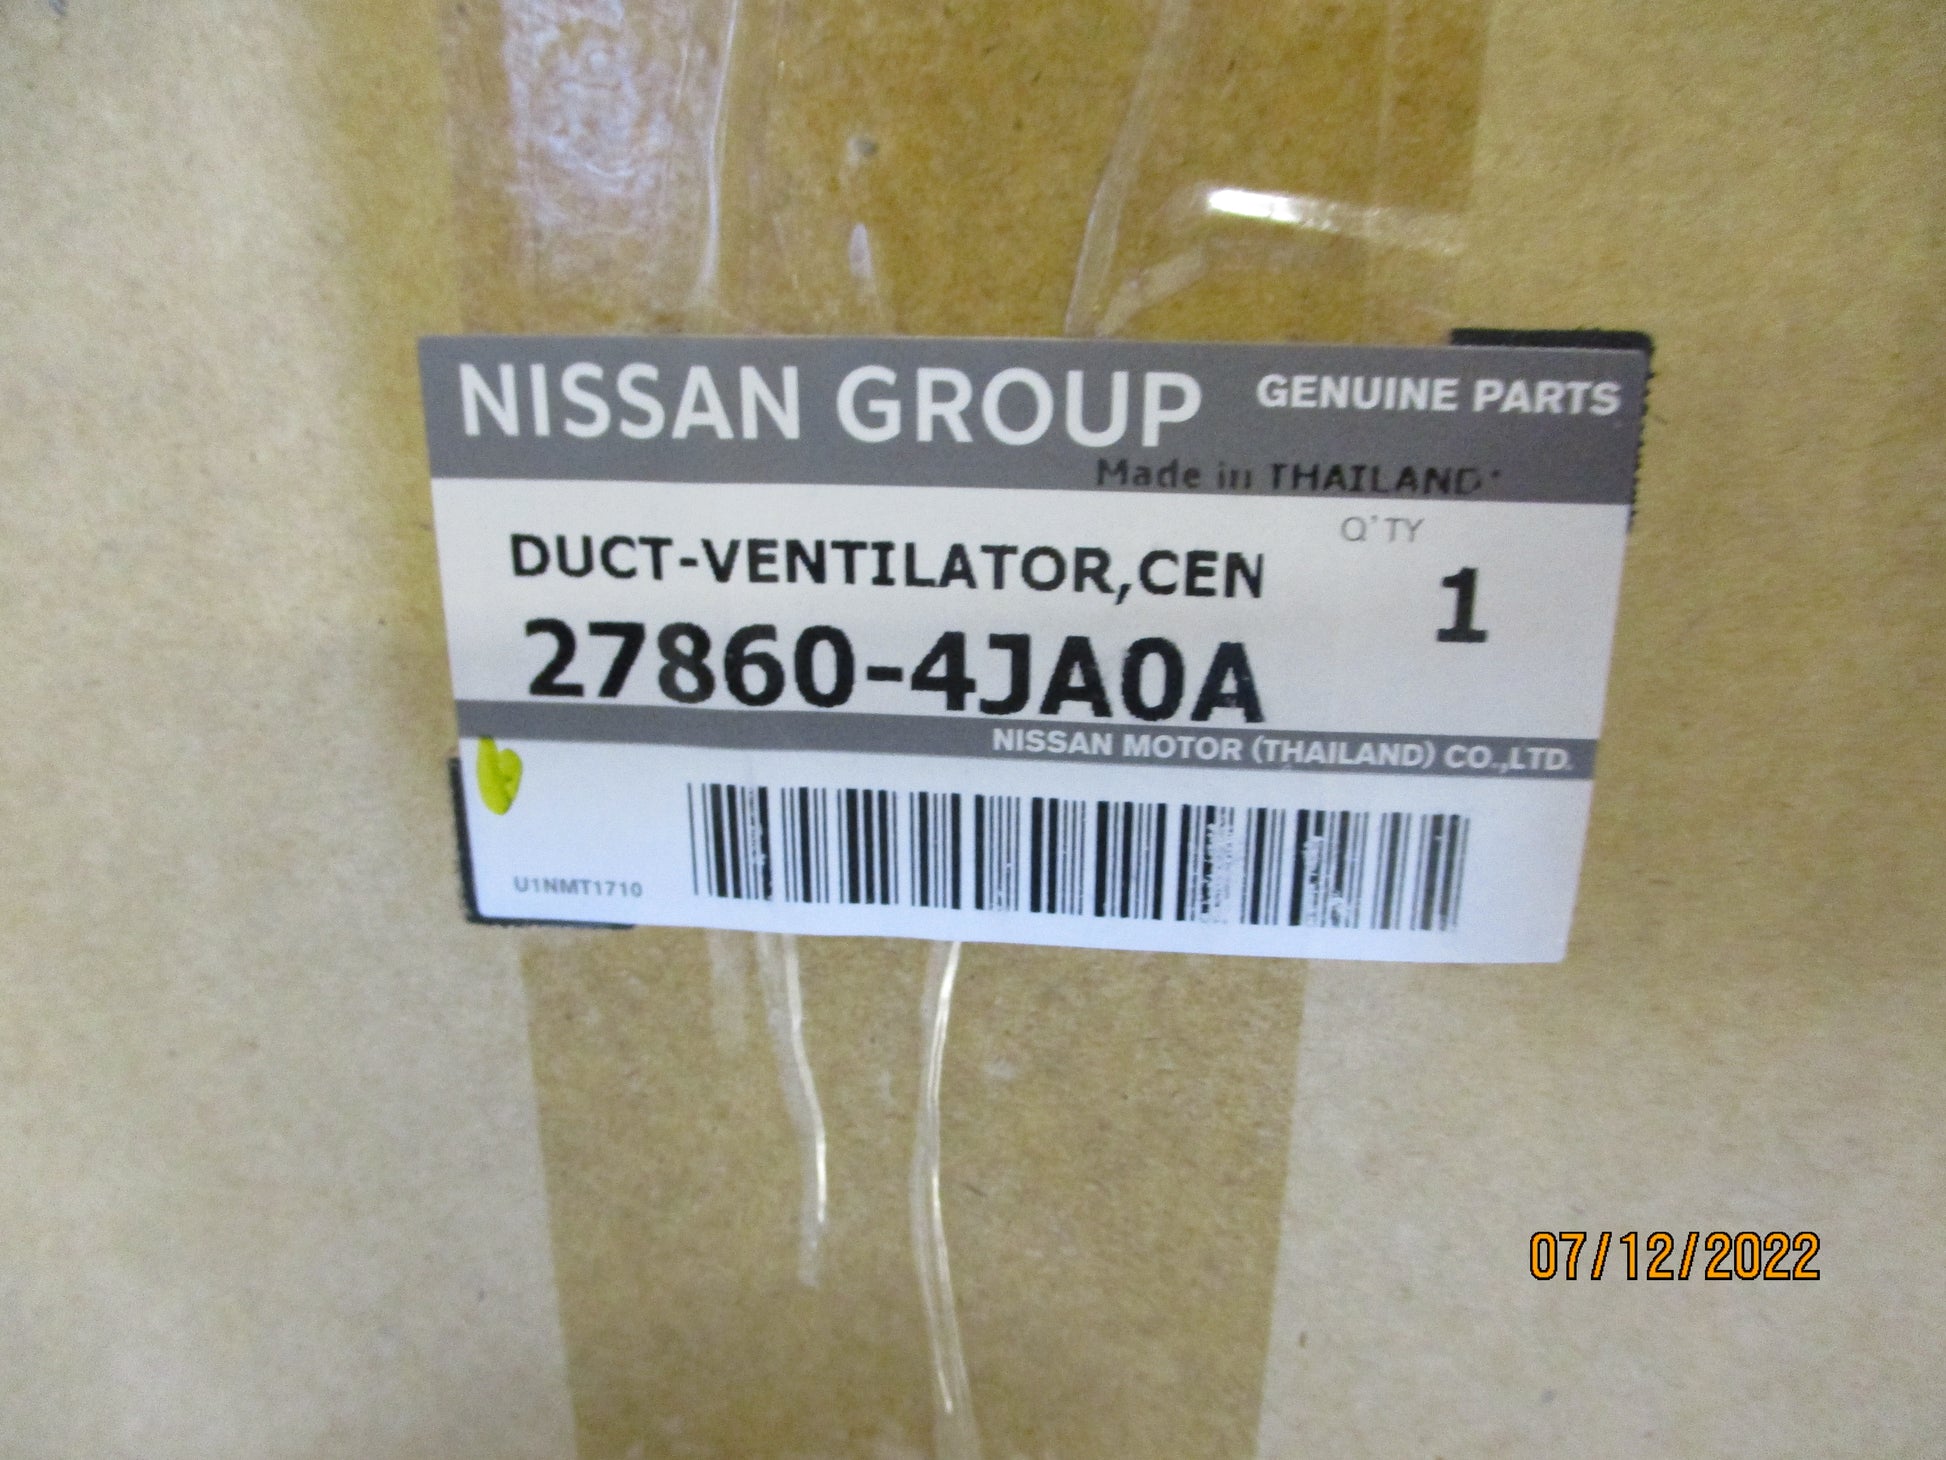 NISSAN GROUP GENUINE PARTS
Made in THAILAND
Q'TY
DUCT-VENTILATOR,CEN
1
27860-4JA0A
NISSAN MOTOR (THAILAND) CO.,LTD.
U1NMT1710
07/12/2022